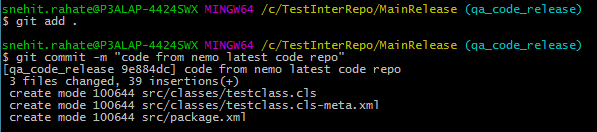 snehit.rahate@P3ALAP-4424SWX MINGW64 /c/TestInterRepo/MainRelease (qa_code_release)
$ git add .
snehit.rahate@P3ALAP-4424SWX MINGW64 /c/TestInterRepo/MainRelease (qa_code_release)
$ git commit -m "code from nemo latest code repo"
[qa_code_release 9e884dc] code from nemo latest code repo
3 files changed, 39 insertions(+)
create mode 100644 src/classes/testclass.cls
create mode 100644 src/classes/testclass.cls-meta.xml
create mode 100644 src/package.xml